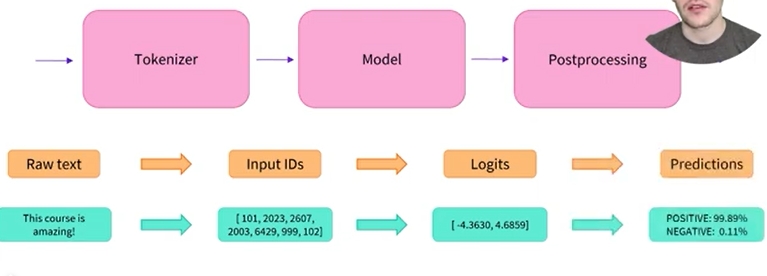 Tokenizer
Model
Postprocessing
Raw text
Input IDs
Logits
Predictions
This course is
amazing!
[ 101, 2023, 2607,
2003, 6429, 999, 102]
[ -4.3630, 4.6859]
POSITIVE: 99.89%
NEGATIVE: 0.11%